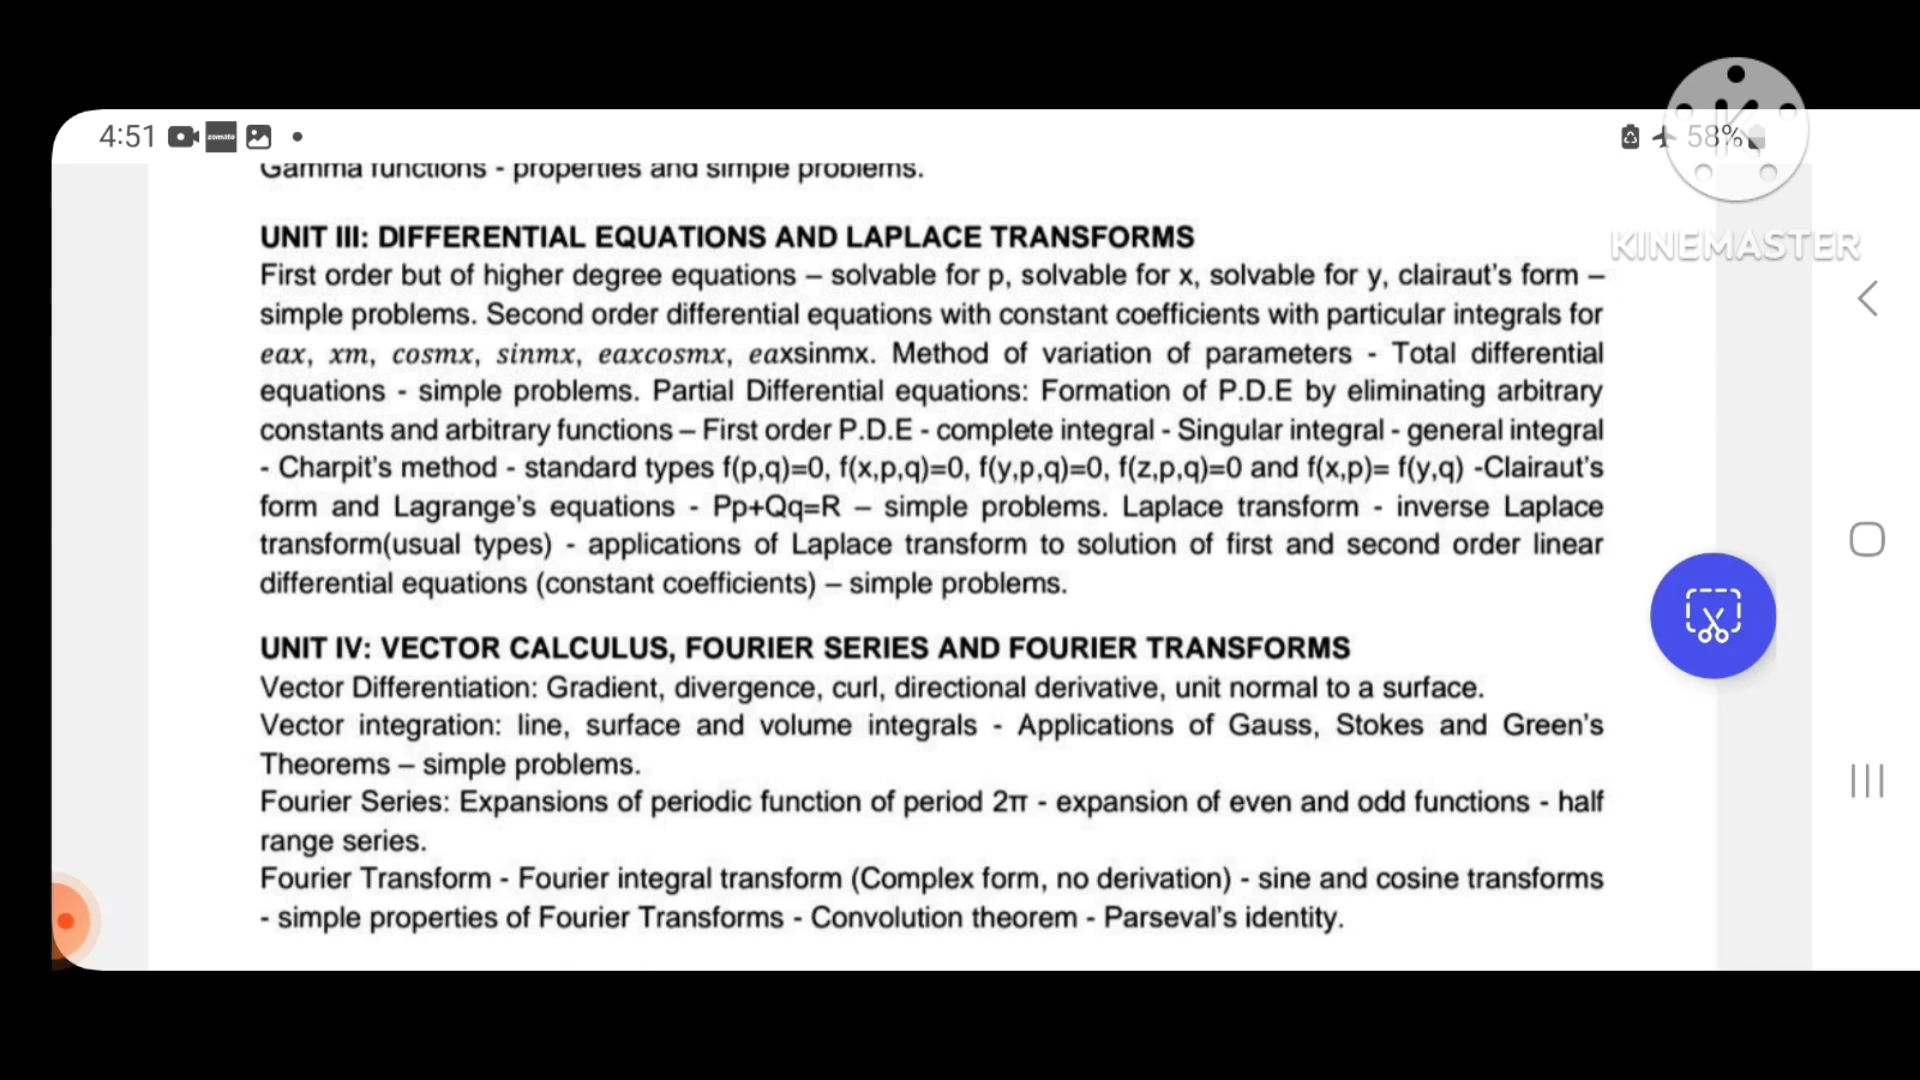 4:51
zomato
58%
KINEMASTER
Gamma functions - properties and simple problems.
UNIT III: DIFFERENTIAL EQUATIONS AND LAPLACE TRANSFORMS
First order but of higher degree equations – solvable for p, solvable for x, solvable for y, clairaut’s form –
simple problems. Second order differential equations with constant coefficients with particular integrals for
eax, xm, cosmx, sinmx, eaxcosmx, eaxsinmx. Method of variation of parameters - Total differential
equations - simple problems. Partial Differential equations: Formation of P.D.E by eliminating arbitrary
constants and arbitrary functions – First order P.D.E - complete integral - Singular integral - general integral
- Charpit’s method - standard types f(p,q)=0, f(x,p,q)=0, f(y,p,q)=0, f(z,p,q)=0 and f(x,p)= f(y,q) -Clairaut’s
form and Lagrange’s equations - Pp+Qq=R – simple problems. Laplace transform - inverse Laplace
transform(usual types) - applications of Laplace transform to solution of first and second order linear
differential equations (constant coefficients) – simple problems.
UNIT IV: VECTOR CALCULUS, FOURIER SERIES AND FOURIER TRANSFORMS
Vector Differentiation: Gradient, divergence, curl, directional derivative, unit normal to a surface.
Vector integration: line, surface and volume integrals - Applications of Gauss, Stokes and Green’s
Theorems – simple problems.
Fourier Series: Expansions of periodic function of period 2π - expansion of even and odd functions - half
range series.
Fourier Transform - Fourier integral transform (Complex form, no derivation) - sine and cosine transforms
- simple properties of Fourier Transforms - Convolution theorem - Parseval’s identity.